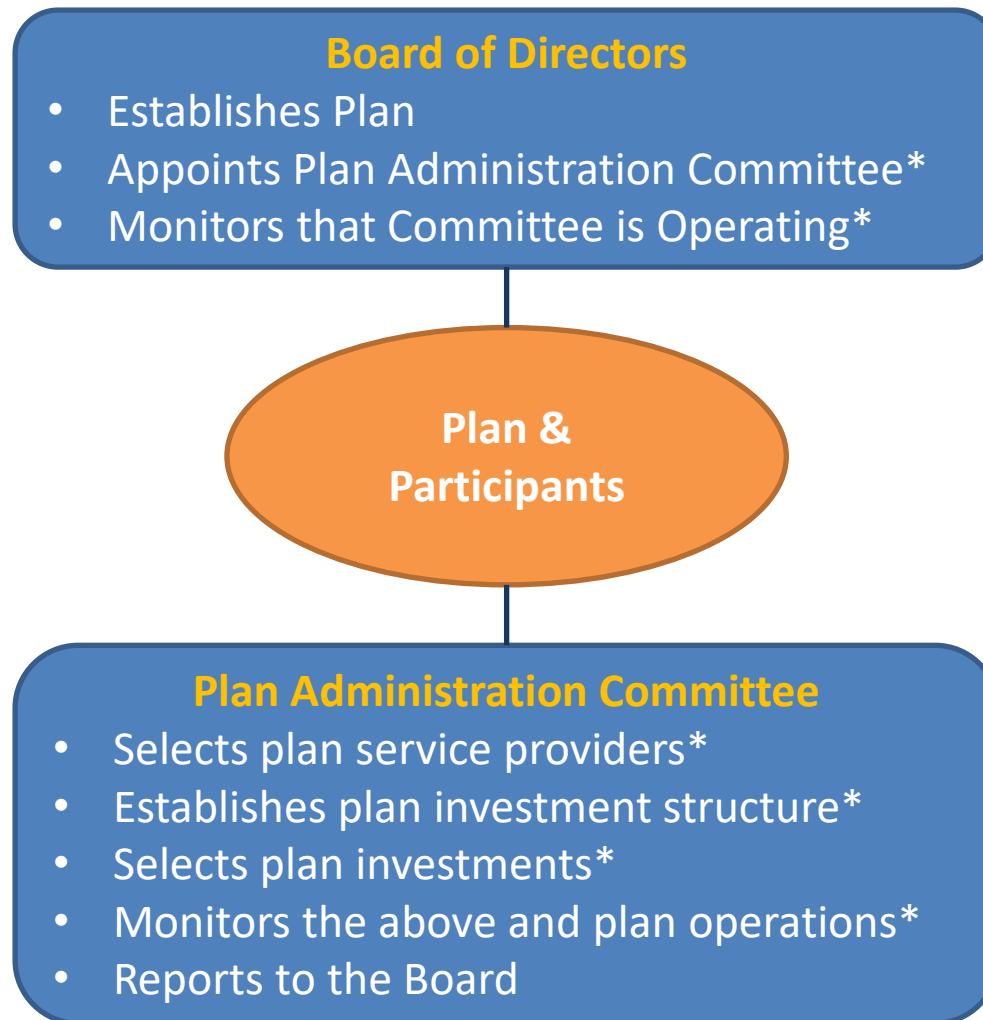 Board of Directors
• Establishes Plan
• Appoints Plan Administration Committee*
• Monitors that Committee is Operating*
Plan &
Participants
Plan Administration Committee
• Selects plan service providers*
• Establishes plan investment structure*
• Selects plan investments*
• Monitors the above and plan operations*
• Reports to the Board